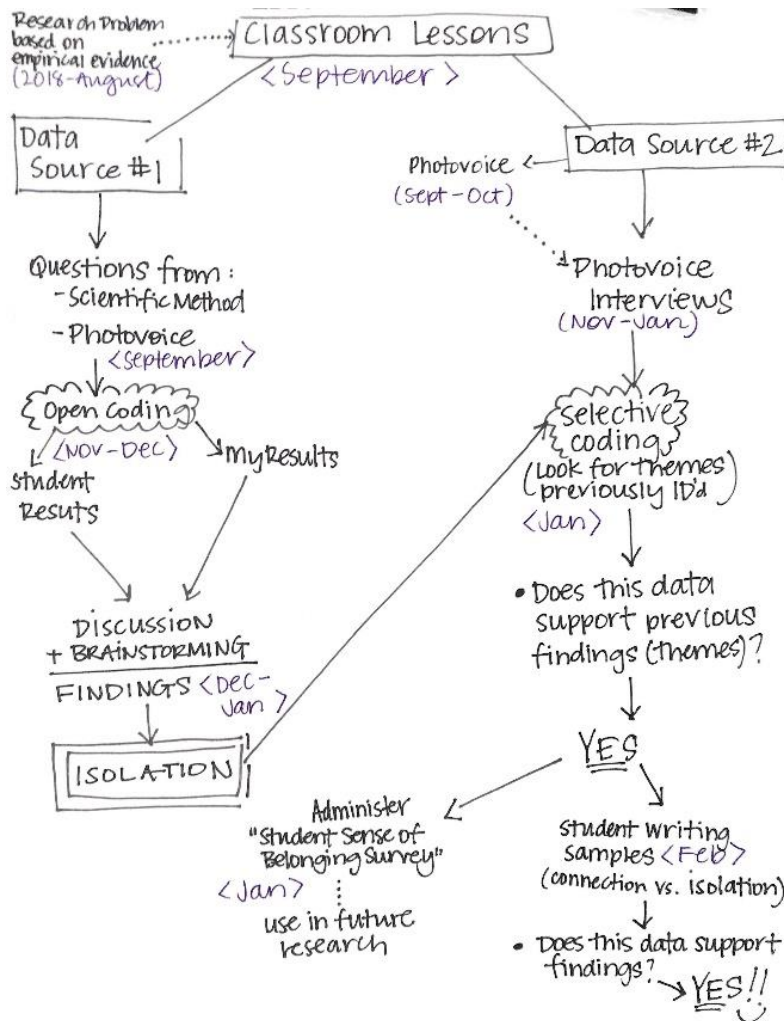 Research Problem
based on
empirical evidence
(2018-August)
Classroom Lessons
<September>
Data
Source #1
Data Source #2
Photovoice
(Sept-Oct)
Questions from:
-Scientific Method
-Photovoice
<September>
Photovoice
Interviews
(Nov-Jan)
Open Coding
<Nov-Dec>
Student
Resuts
My Results
Selective
coding
(Look for themes
previously ID'd)
<Jan>
Discussion
+ BRAINSTORMING
FINDINGS <Dec-
Jan>
ISOLATION
• Does this data
support previous
findings (themes)?
YES
Administer
"Student Sense of
Belonging Survey"
<Jan>
use in future
research
student writing
samples <Feb>
(connection vs. isolation)
• Does this data support
findings?
YES!!